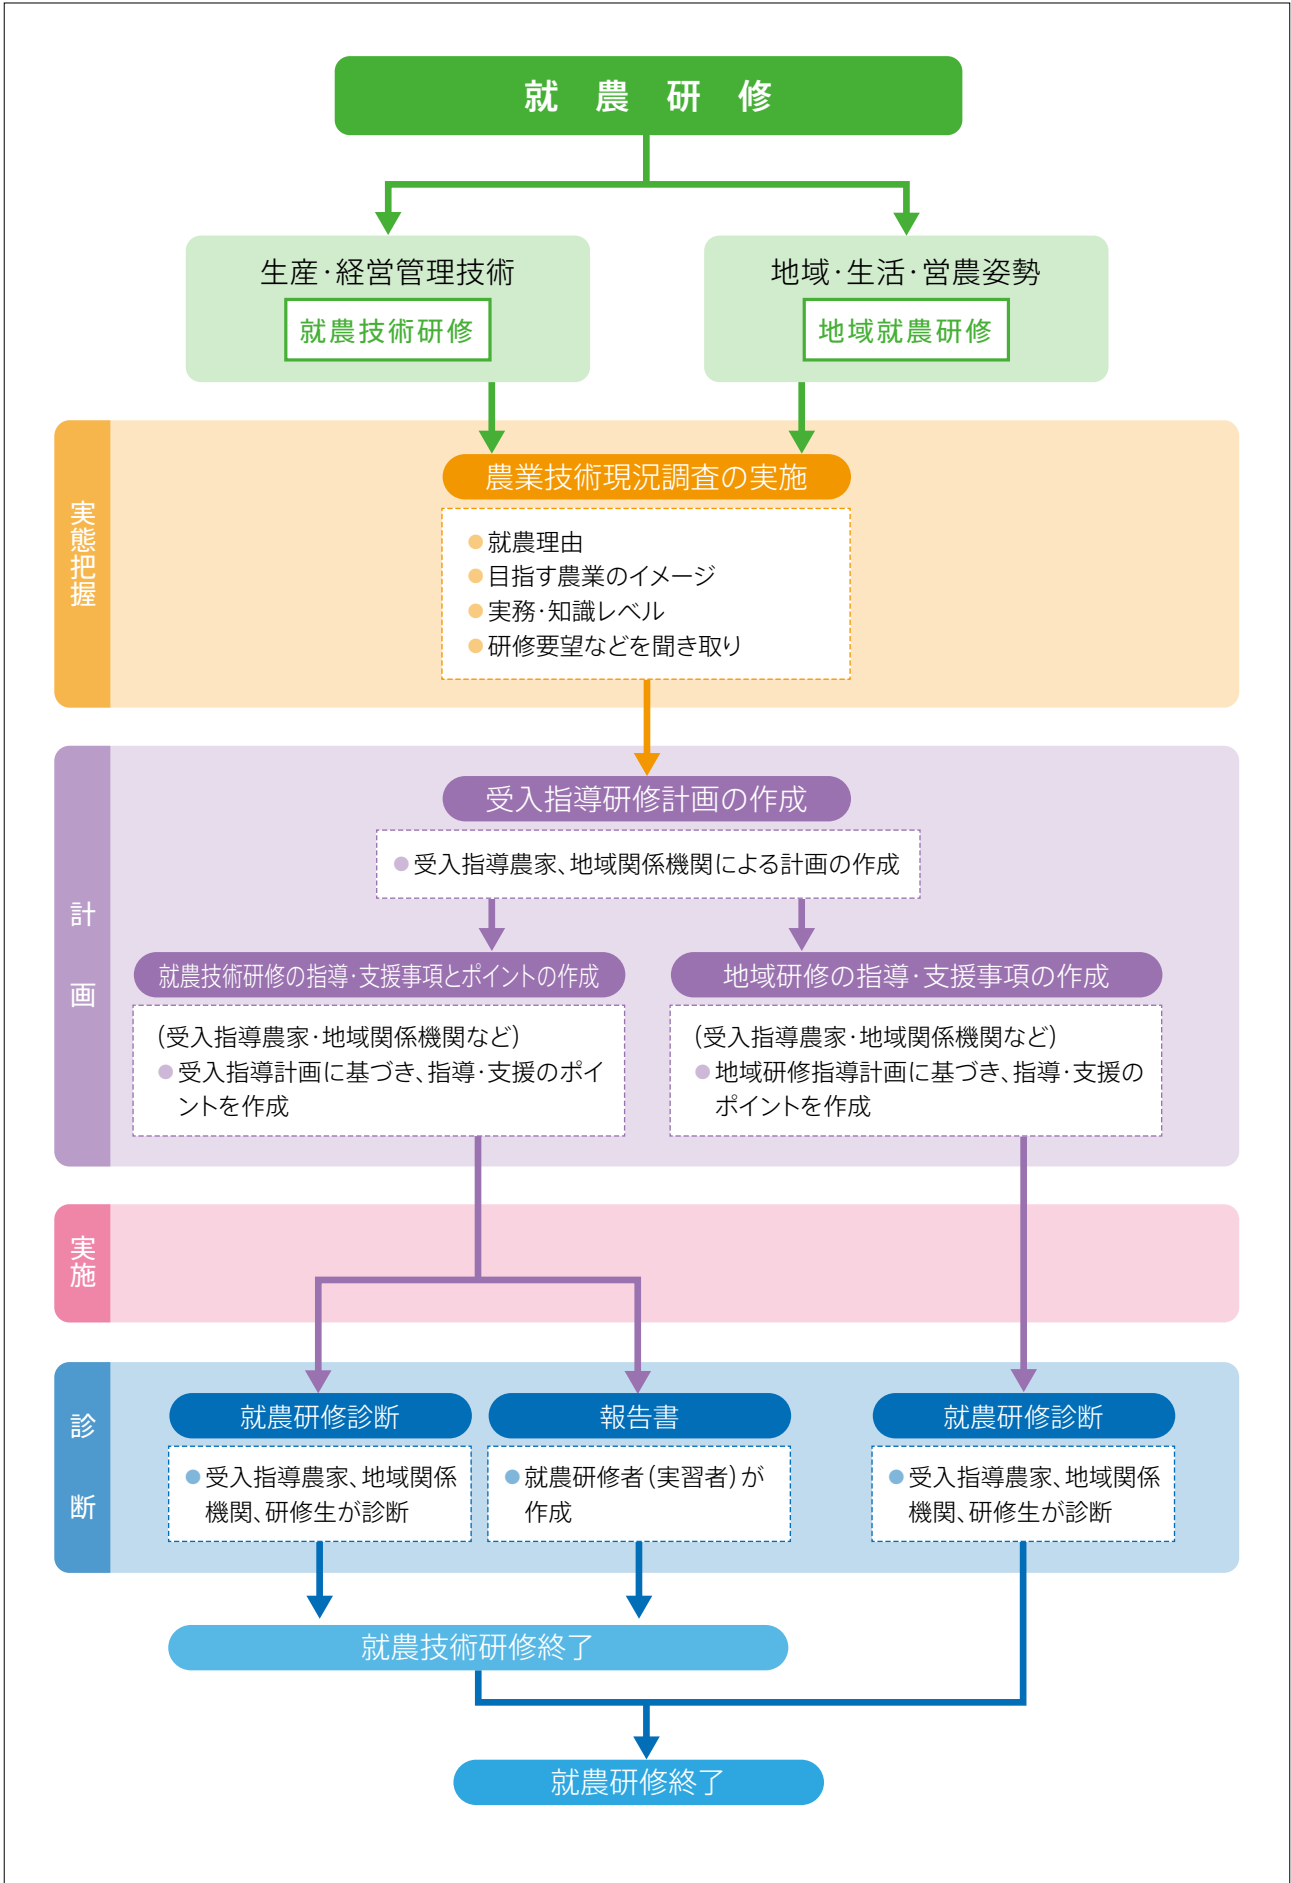 就農研修
生産・経営管理技術
就農技術研修
地域・生活・営農姿勢
地域就農研修
実態把握
農業技術現況調査の実施
●就農理由
●目指す農業のイメージ
●実務・知識レベル
●研修要望などを聞き取り
計画
受入指導研修計画の作成
●受入指導農家、地域関係機関による計画の作成
就農技術研修の指導・支援事項とポイントの作成
(受入指導農家・地域関係機関など)
●受入指導計画に基づき、指導・支援のポイ
ントを作成
地域研修の指導・支援事項の作成
(受入指導農家・地域関係機関など)
●地域研修指導計画に基づき、指導・支援の
ポイントを作成
実施
診断
就農研修診断
●受入指導農家、地域関係
機関、研修生が診断
報告書
●就農研修者(実習者)が
作成
就農研修診断
●受入指導農家、地域関係
機関、研修生が診断
就農技術研修終了
就農研修終了